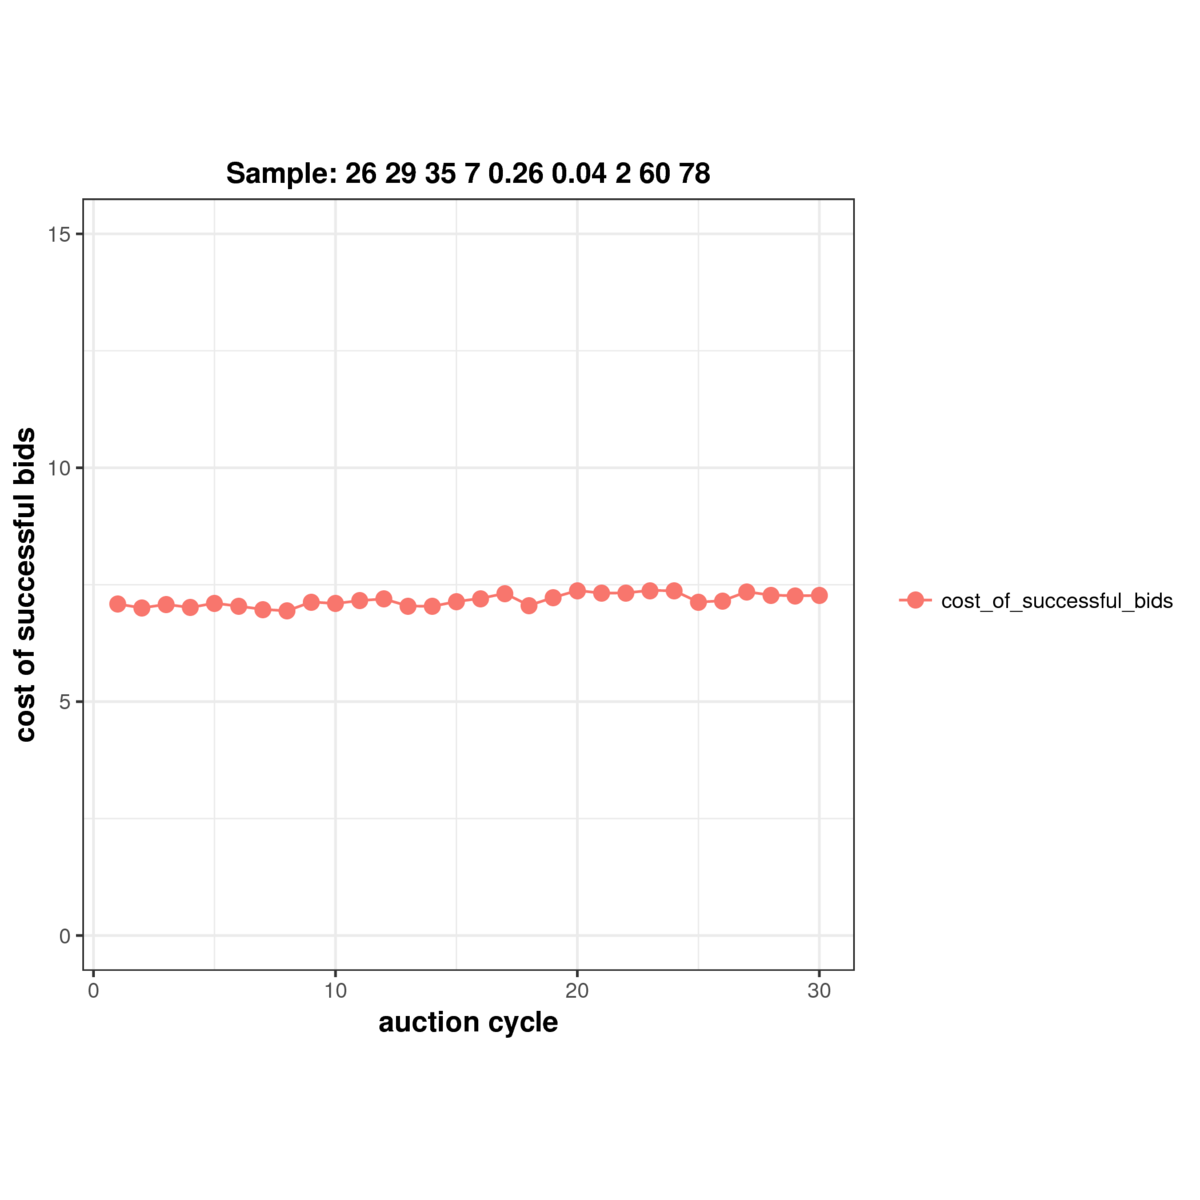 Sample: 26 29 35 7 0.26 0.04 2 60 78
15
10
5
0
cost of successful bids
0 10 20 30
auction cycle
cost_of_successful_bids